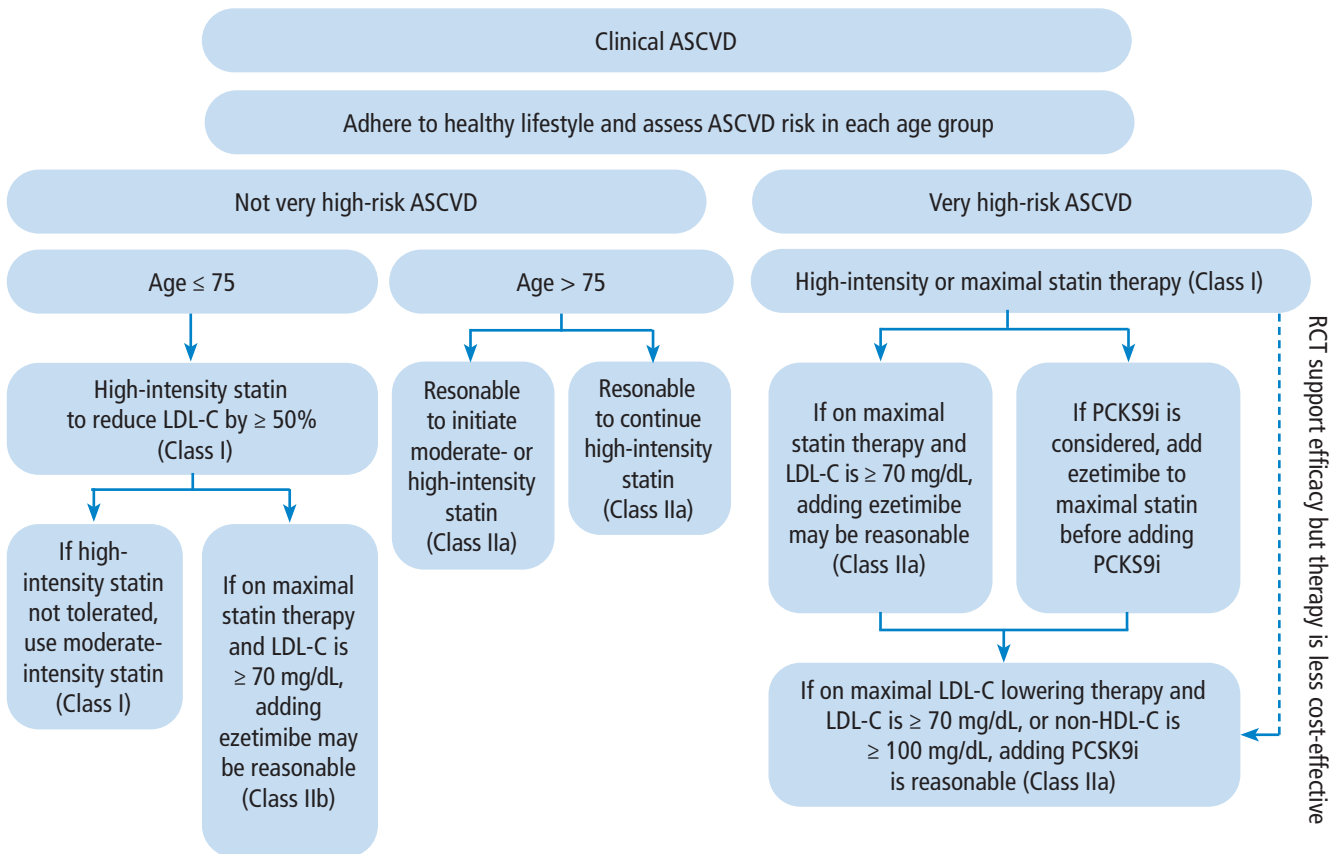 Clinical ASCVD
Adhere to healthy lifestyle and assess ASCVD risk in each age group
Not very high-risk ASCVD
Age ≤ 75
High-intensity statin
to reduce LDL-C by ≥ 50%
(Class I)
If high-
intensity statin
not tolerated,
use moderate-
intensity statin
(Class I)
If on maximal
statin therapy
and LDL-C is
≥ 70 mg/dL,
adding
ezetimibe may
be reasonable
(Class IIb)
Age > 75
Resonable
to initiate
moderate- or
high-intensity
statin
(Class IIa)
Resonable
to continue
high-intensity
statin
(Class IIa)
Very high-risk ASCVD
High-intensity or maximal statin therapy (Class I)
If on maximal
statin therapy and
LDL-C is ≥ 70 mg/dL,
adding ezetimibe
may be reasonable
(Class IIa)
If PCKS9i is
considered, add
ezetimibe to
maximal statin
before adding
PCKS9i
If on maximal LDL-C lowering therapy and
LDL-C is ≥ 70 mg/dL, or non-HDL-C is
≥ 100 mg/dL, adding PCSK9i
is reasonable (Class IIa)
RCT support efficacy but therapy is less cost-effective